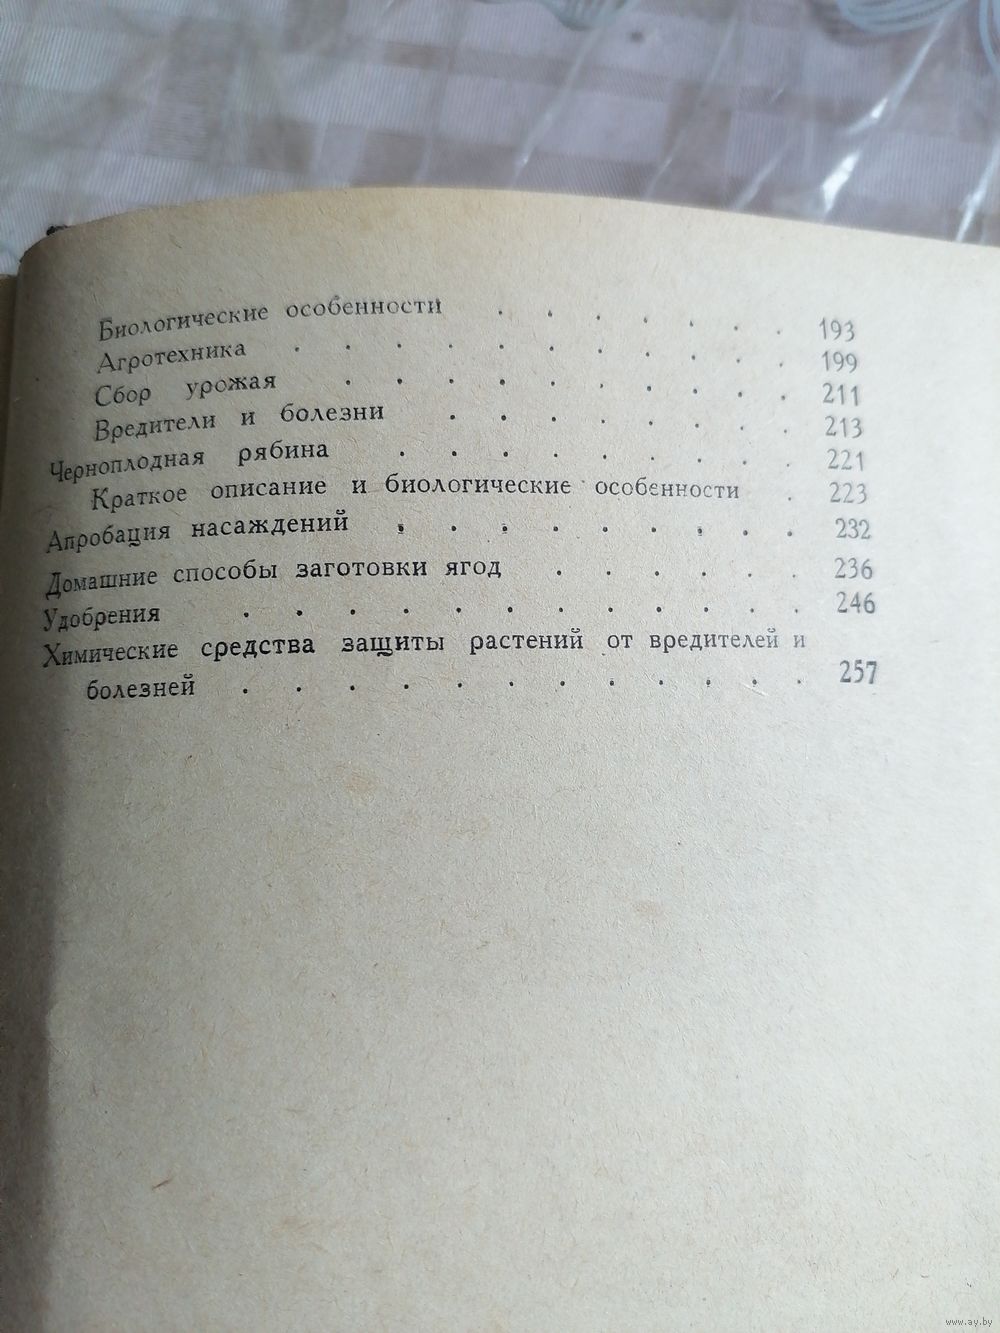 Биологические особенности . . . . . . . 193
Агротехника . . . . . . . . . . 199
Сбор урожая . . . . . . . . . 211
Вредители и болезни . . . . . . . 213
Черноплодная рябина . . . . . . . . 221
Краткое описание и биологические особенности . 223
Апробация насаждений . . . . . . . . . 232
Домашние способы заготовки ягод . . . . . . 236
Удобрения . . . . . . . . . . . 246
Химические средства защиты растений от вредителей и
болезней . . . . . . . . . . . 257
www.ay.by